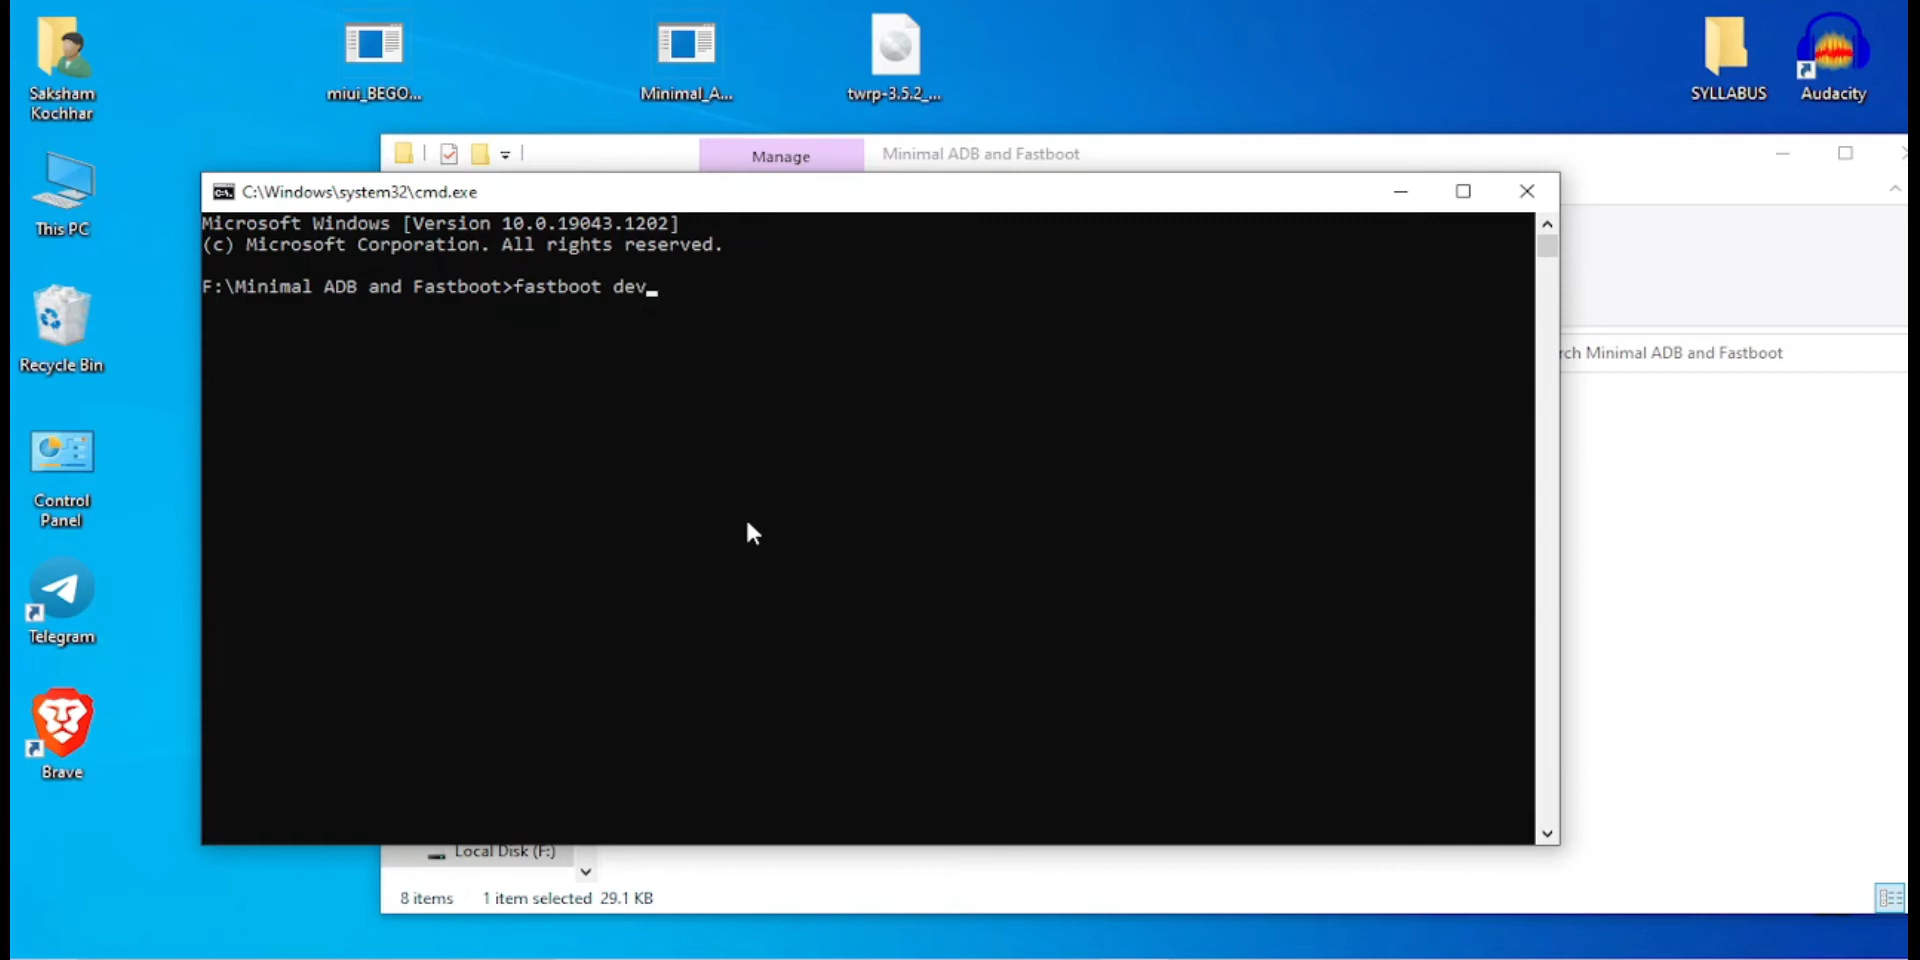 Saksham
Kochhar
miui_BEGO...
Minimal_A...
twrp-3.5.2_...
SYLLABUS
Audacity
Manage
Minimal ADB and Fastboot
C:\Windows\system32\cmd.exe
Microsoft Windows [Version 10.0.19043.1202]
(c) Microsoft Corporation. All rights reserved.
F:\Minimal ADB and Fastboot>fastboot dev_
This PC
Recycle Bin
rch Minimal ADB and Fastboot
Control
Panel
Telegram
Brave
Local Disk (F:)
8 items
1 item selected 29.1 KB